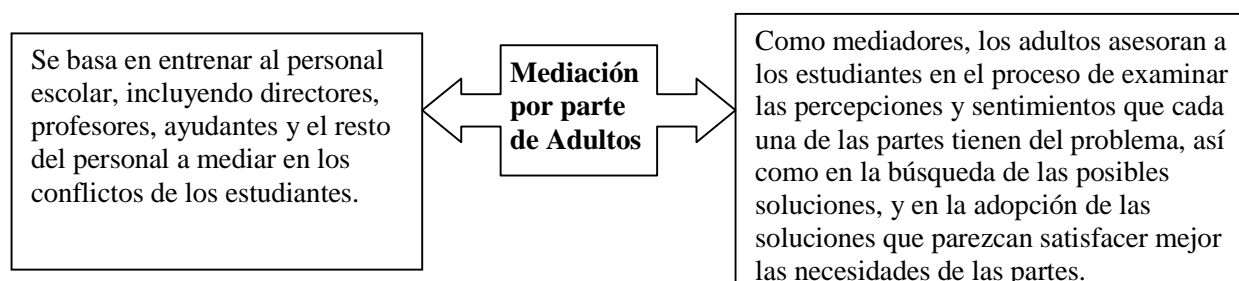 Se basa en entrenar al personal
escolar, incluyendo directores,
profesores, ayudantes y el resto
del personal a mediar en los
conflictos de los estudiantes.
Mediación
por parte
de Adultos
Como mediadores, los adultos asesoran a
los estudiantes en el proceso de examinar
las percepciones y sentimientos que cada
una de las partes tienen del problema, así
como en la búsqueda de las posibles
soluciones, y en la adopción de las
soluciones que parezcan satisfacer mejor
las necesidades de las partes.